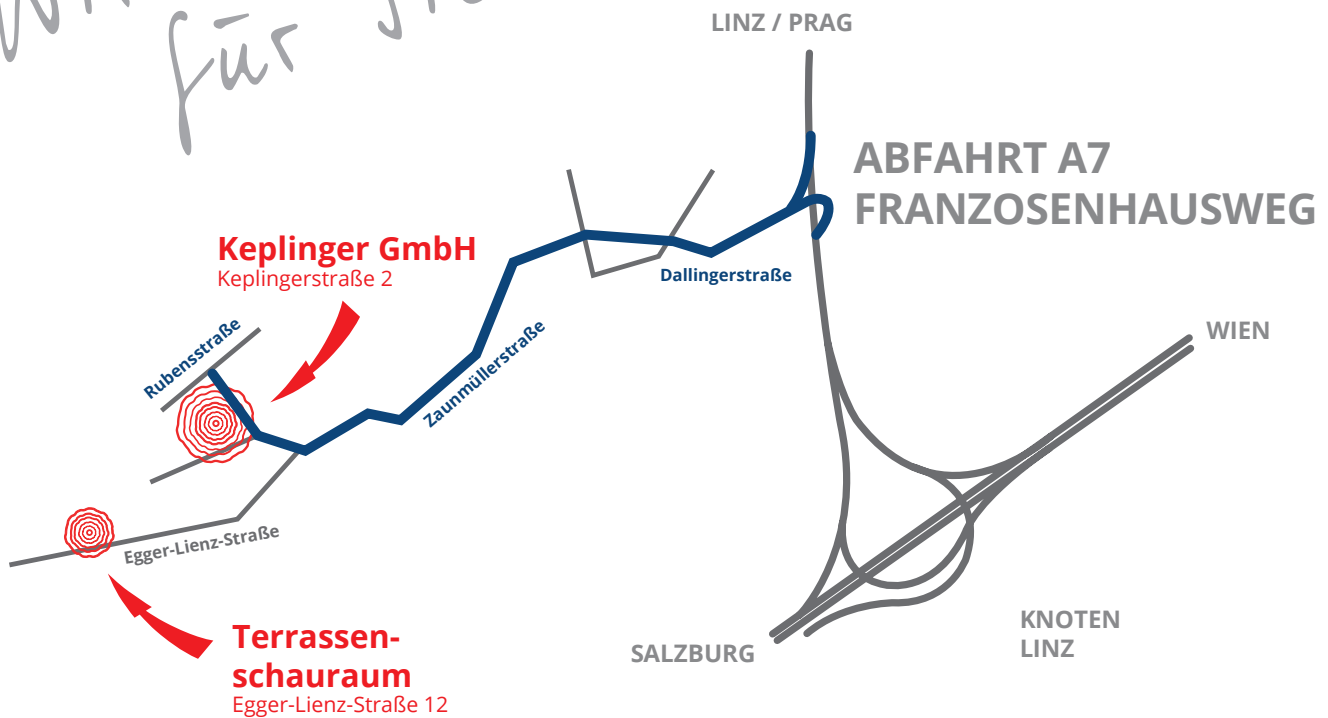 für
LINZ / PRAG
ABFAHRT A7
FRANZOSENHAUSWEG
Keplinger GmbH
Keplingerstraße 2
Dallingerstraße
Rubensstraße
Zaunmüllerstraße
WIEN
Egger-Lienz-Straße
KNOTEN
LINZ
SALZBURG
Terrassen-
schauraum
Egger-Lienz-Straße 12